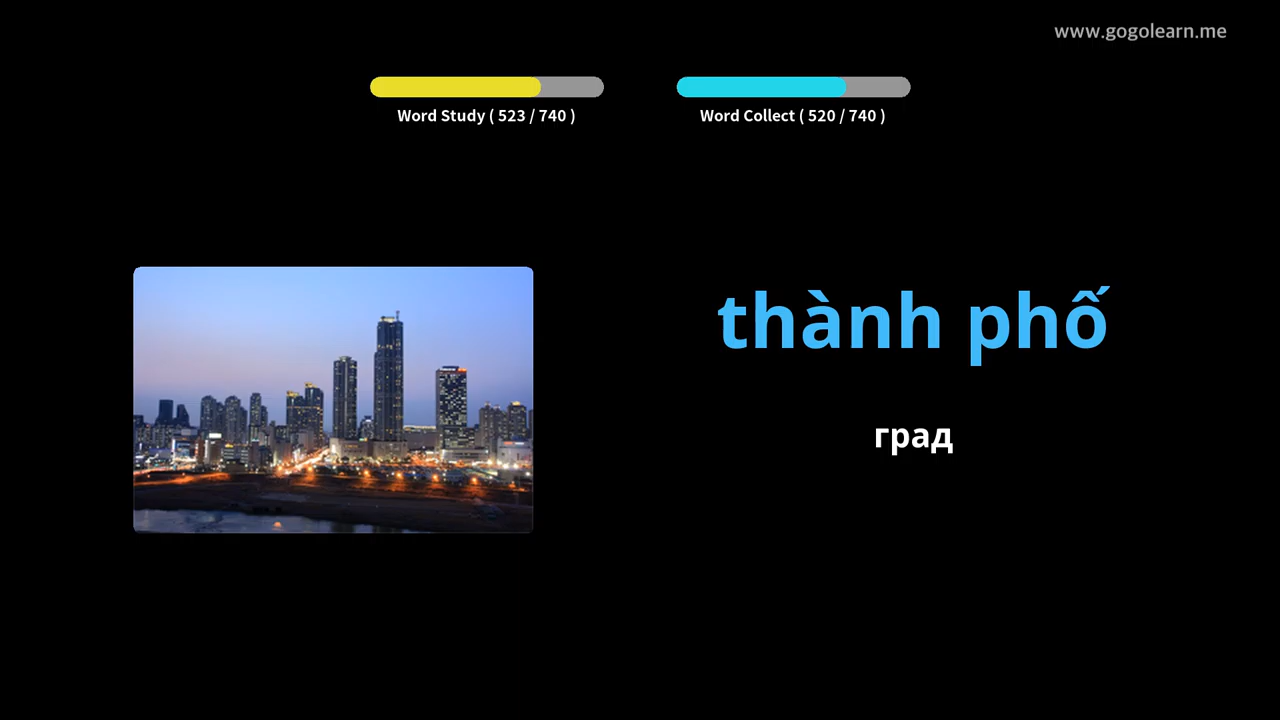 www.gogolearn.me
Word Study ( 523 / 740 )
Word Collect ( 520 / 740 )
thành phố
град